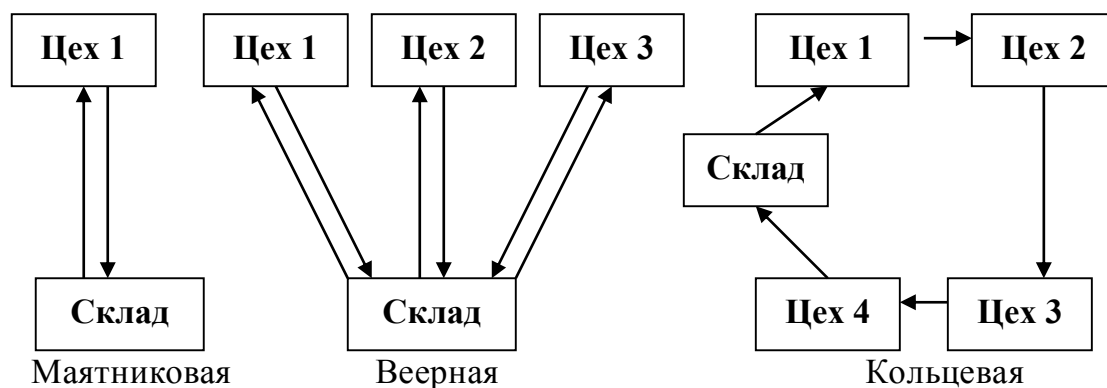 Цех 1
Цех 1
Цех 2
Цех 3
Цех 1
Цех 2
Склад
Склад
Склад
Цех 4
Цех 3
Маятниковая
Веерная
Кольцевая